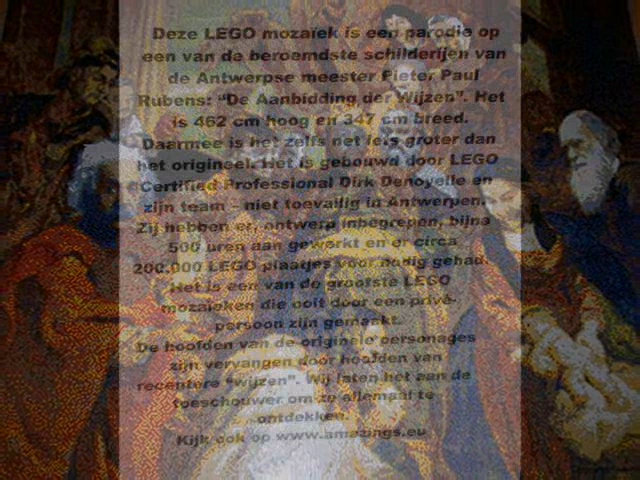 Deze LEGO mozaïek is een parodie op
een van de beroemdste schilderijen van
de Antwerpse meester Pieter Paul
Rubens: “De Aanbidding der Wijzen”. Het
is 462 cm hoog en 347 cm breed.
Daarmee is het zelfs net iets groter dan
het origineel. Het is gebouwd door LEGO
Certified Professional Dirk Denoyelle en
zijn team – niet toevallig in Antwerpen.
Zij hebben er, ontwerp inbegrepen, bijna
500 uren aan gewerkt en er circa
200.000 LEGO plaatjes voor nodig gehad.
Het is een van de grootste LEGO
mozaïeken die ooit door een privé-
persoon zijn gemaakt.
De hoofden van de originele personages
zijn vervangen door hoofden van
recentere “wijzen”. Wij laten het aan de
toeschouwer om ze allemaal te
ontdekken.
Kijk ook op www.amazings.eu